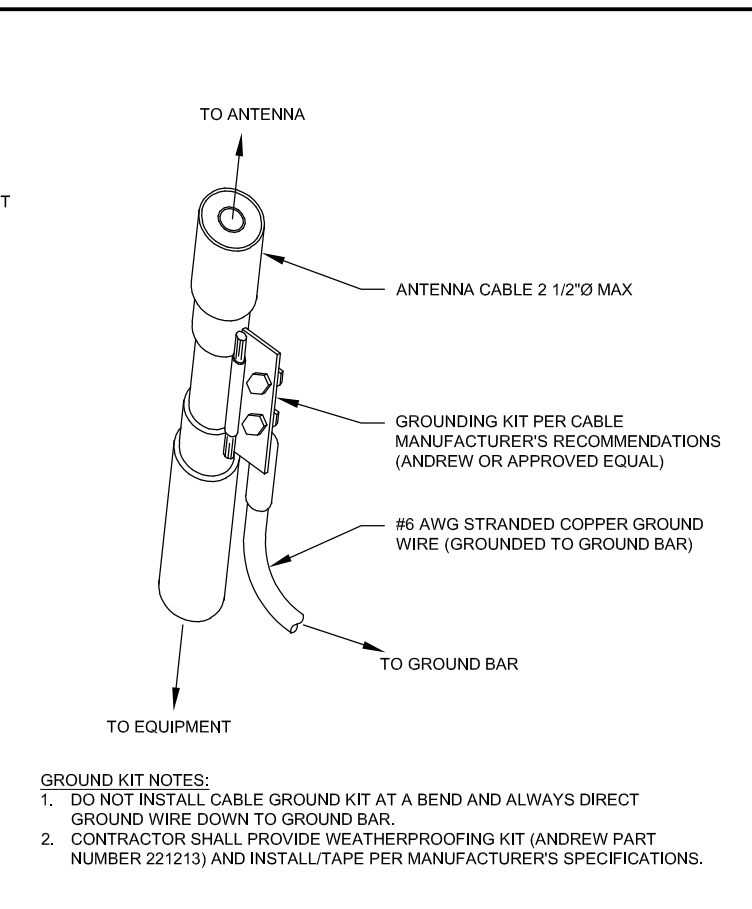 TO ANTENNA
T
ANTENNA CABLE 2 1/2"Ø MAX
GROUNDING KIT PER CABLE
MANUFACTURER'S RECOMMENDATIONS
(ANDREW OR APPROVED EQUAL)
#6 AWG STRANDED COPPER GROUND
WIRE (GROUNDED TO GROUND BAR)
TO GROUND BAR
TO EQUIPMENT
GROUND KIT NOTES:
1. DO NOT INSTALL CABLE GROUND KIT AT A BEND AND ALWAYS DIRECT
GROUND WIRE DOWN TO GROUND BAR.
2. CONTRACTOR SHALL PROVIDE WEATHERPROOFING KIT (ANDREW PART
NUMBER 221213) AND INSTALL/TAPE PER MANUFACTURER'S SPECIFICATIONS.